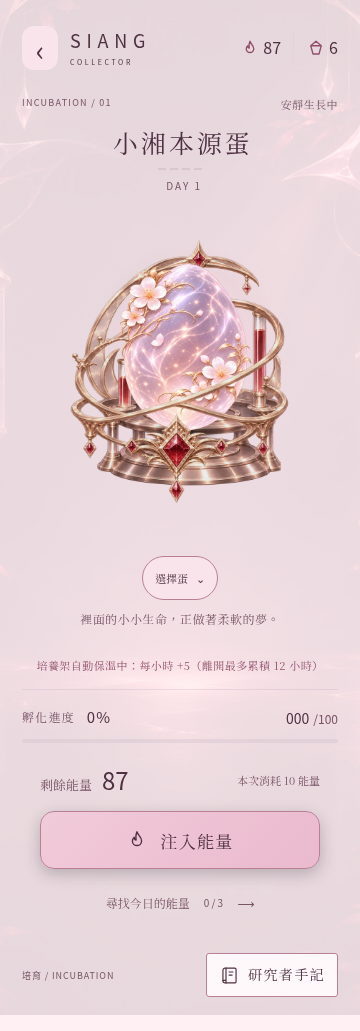 ‹ SIANG 87 6
COLLECTOR
INCUBATION / 01 安靜生長中
小湘本源蛋
DAY 1
選擇蛋 ⌄
裡面的小小生命，正做著柔軟的夢。
培養架自動保溫中：每小時 +5（離開最多累積 12 小時）
孵化進度 0% 000 /100
剩餘能量 87 本次消耗 10 能量
注入能量
尋找今日的能量 0 / 3 →
培育 / INCUBATION 研究者手記